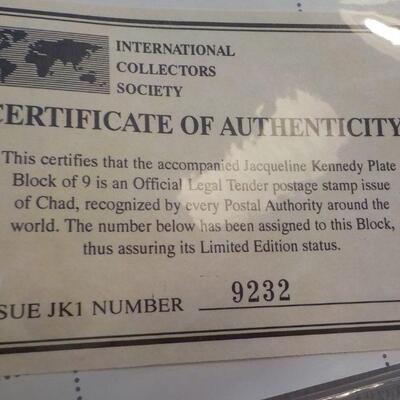 INTERNATIONAL
COLLECTORS
SOCIETY
CERTIFICATE OF AUTHENTICITY
This certifies that the accompanied Jacqueline Kennedy Plate
Block of 9 is an Official Legal Tender postage stamp issue
of Chad, recognized by every Postal Authority around the
world. The number below has been assigned to this Block,
thus assuring its Limited Edition status.
SUE JK1 NUMBER 9232